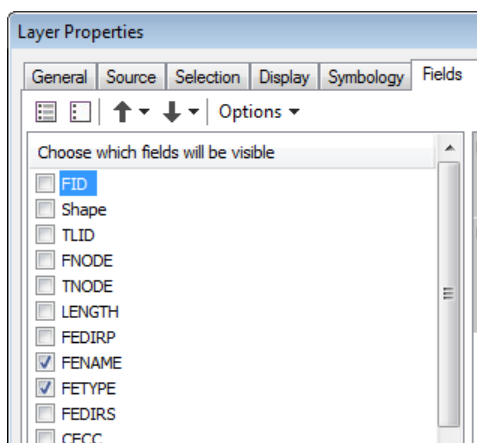 Layer Properties
General Source Selection Display Symbology Fields
Options
Choose which fields will be visible
FID
Shape
TLID
FNODE
TNODE
LENGTH
FEDIRP
FENAME
FETYPE
FEDIRS
CFCC